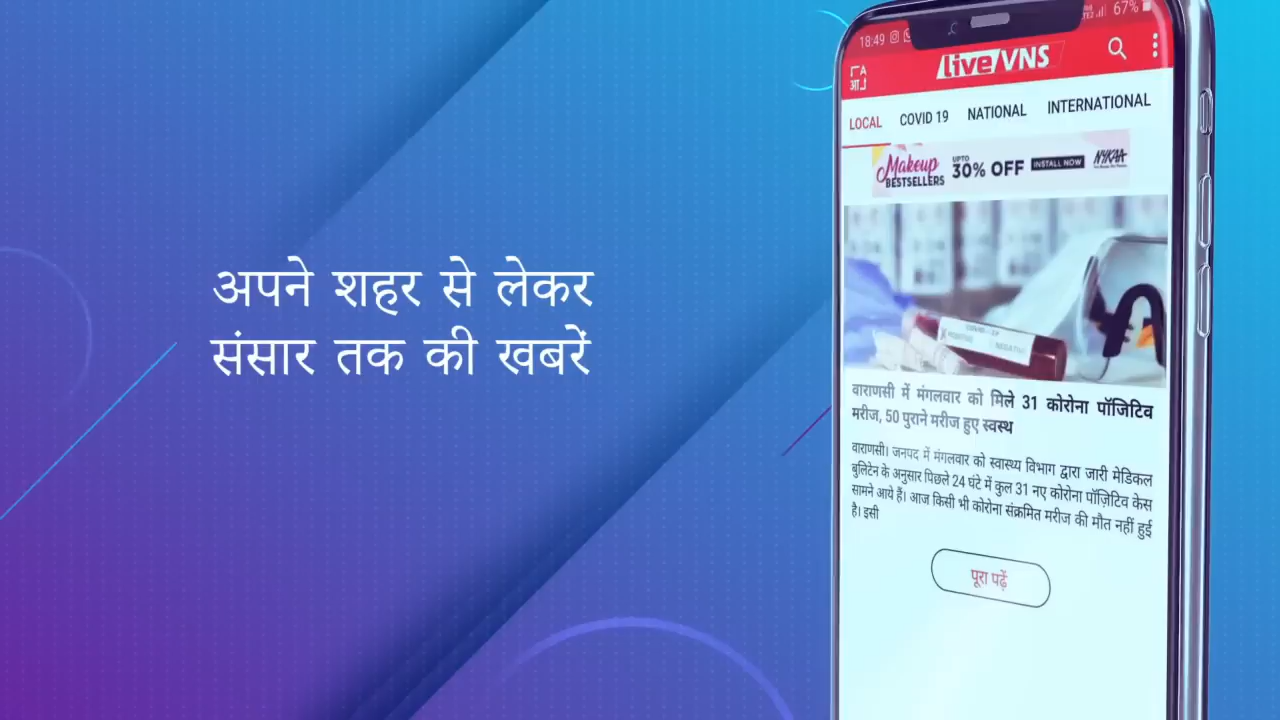 अपने शहर से लेकर
संसार तक की खबरें
18:49
67%
live VNS
LOCAL COVID 19 NATIONAL INTERNATIONAL
Makeup BESTSELLERS UPTO 30% OFF INSTALL NOW NYKAA
वाराणसी में मंगलवार को मिले 31 कोरोना पॉजिटिव
मरीज, 50 पुराने मरीज हुए स्वस्थ
वाराणसी। जनपद में मंगलवार को स्वास्थ्य विभाग द्वारा जारी मेडिकल
बुलिटेन के अनुसार पिछले 24 घंटे में कुल 31 नए कोरोना पॉज़िटिव केस
सामने आये हैं। आज किसी भी कोरोना संक्रमित मरीज की मौत नहीं हुई
है। इसी
पूरा पढ़ें